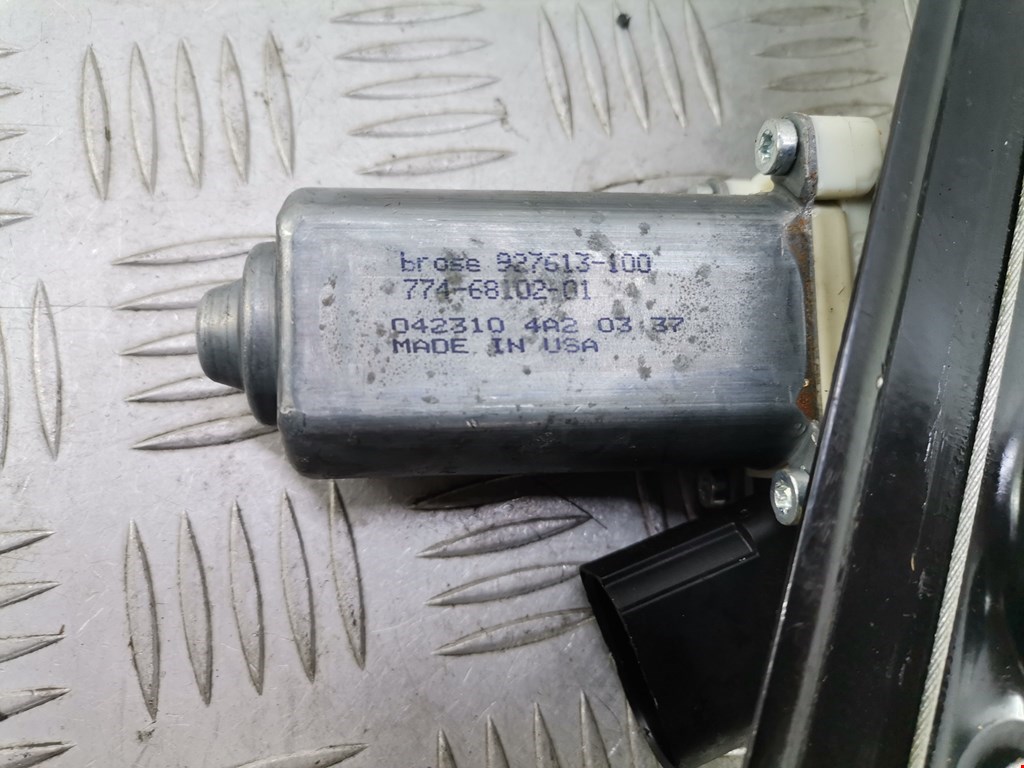 brose 927613-100
774-68102-01
042310 4A2 03 37
MADE IN USA